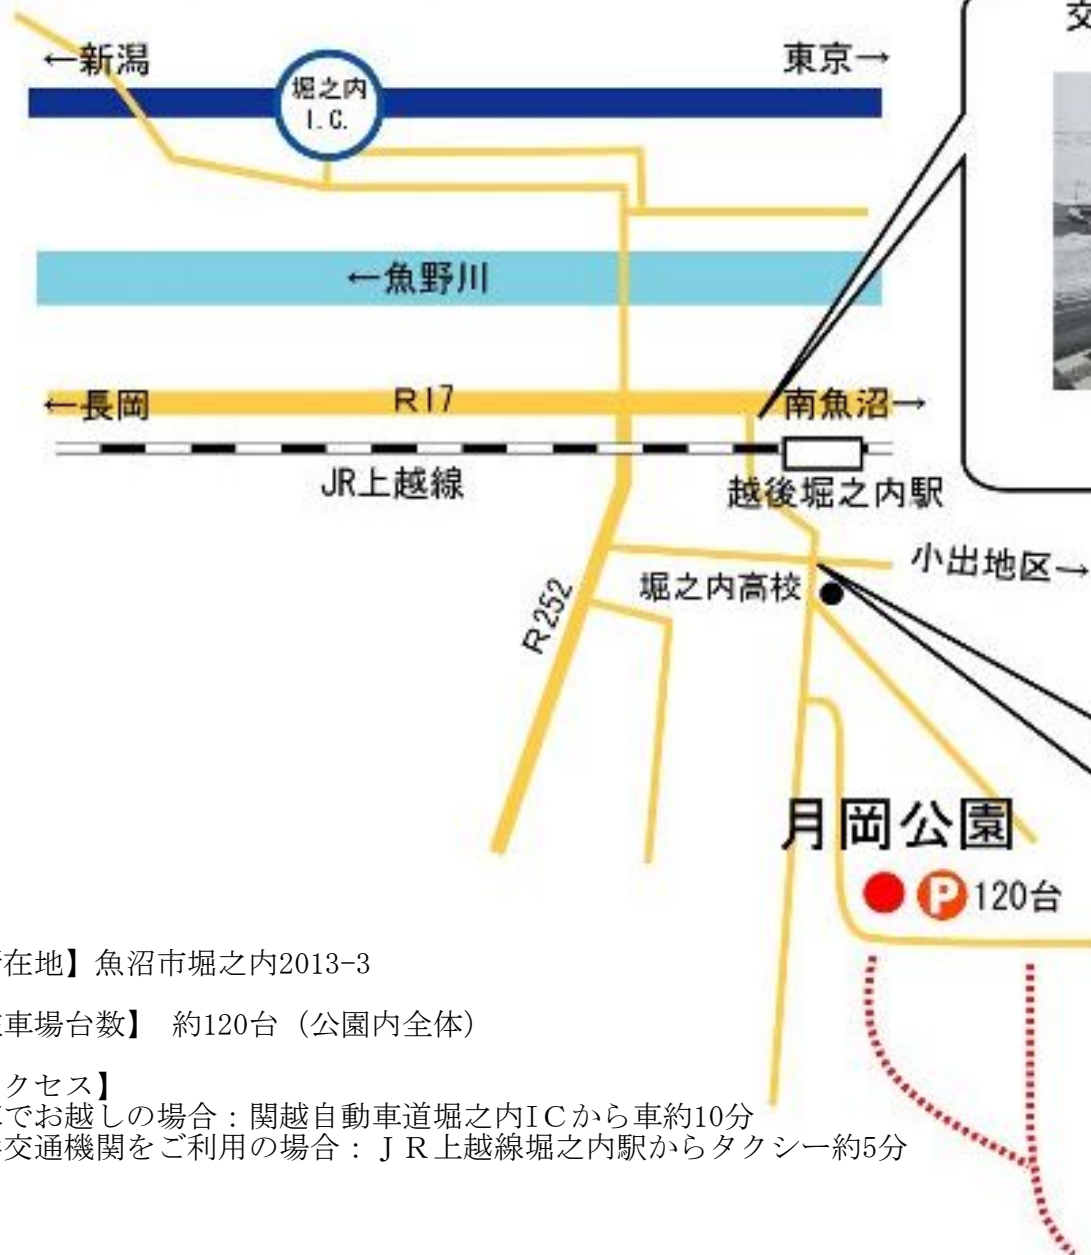 交
←新潟
東京→
堀之内
I.C.
←魚野川
←長岡
R17
南魚沼→
JR上越線
越後堀之内駅
小出地区→
堀之内高校
R252
月岡公園
P 120台
在地】魚沼市堀之内2013-3
車場台数】 約120台（公園内全体）
クセス】
でお越しの場合：関越自動車道堀之内ICから車約10分
交通機関をご利用の場合：ＪＲ上越線堀之内駅からタクシー約5分